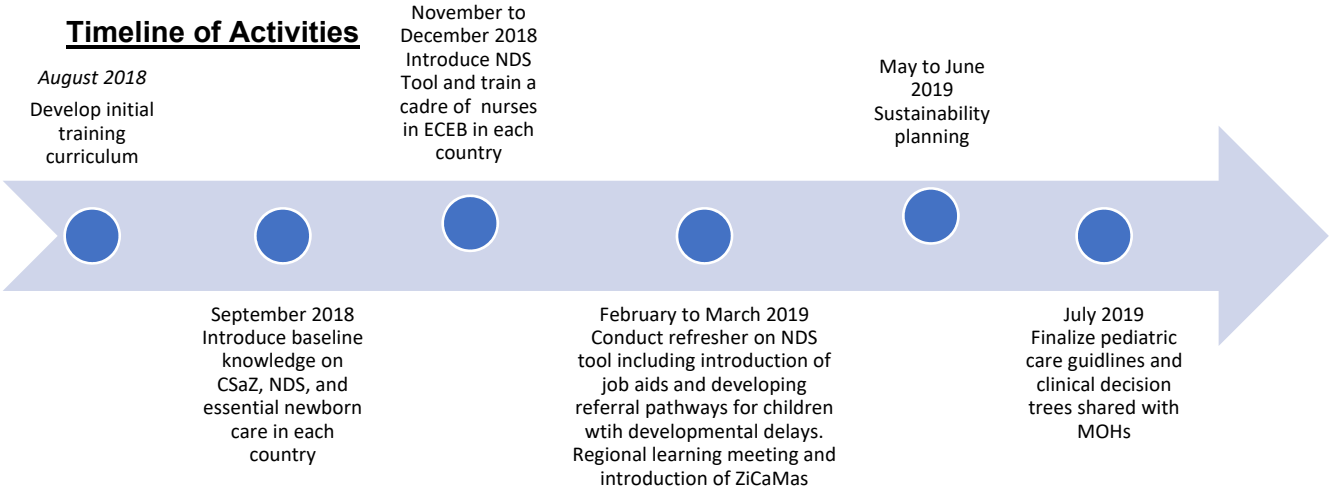 Timeline of Activities
August 2018
Develop initial
training
curriculum
September 2018
Introduce baseline
knowledge on
CSaZ, NDS, and
essential newborn
care in each
country
November to
December 2018
Introduce NDS
Tool and train a
cadre of nurses
in ECEB in each
country
February to March 2019
Conduct refresher on NDS
tool including introduction of
job aids and developing
referral pathways for children
wtih developmental delays.
Regional learning meeting and
introduction of ZiCaMas
May to June
2019
Sustainability
planning
July 2019
Finalize pediatric
care guidlines and
clinical decision
trees shared with
MOHs